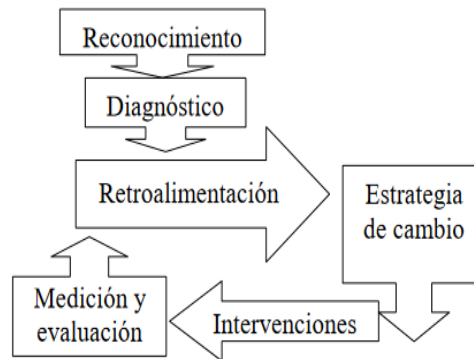 Reconocimiento
Diagnóstico
Retroalimentación
Estrategia
de cambio
Intervenciones
Medición y
evaluación